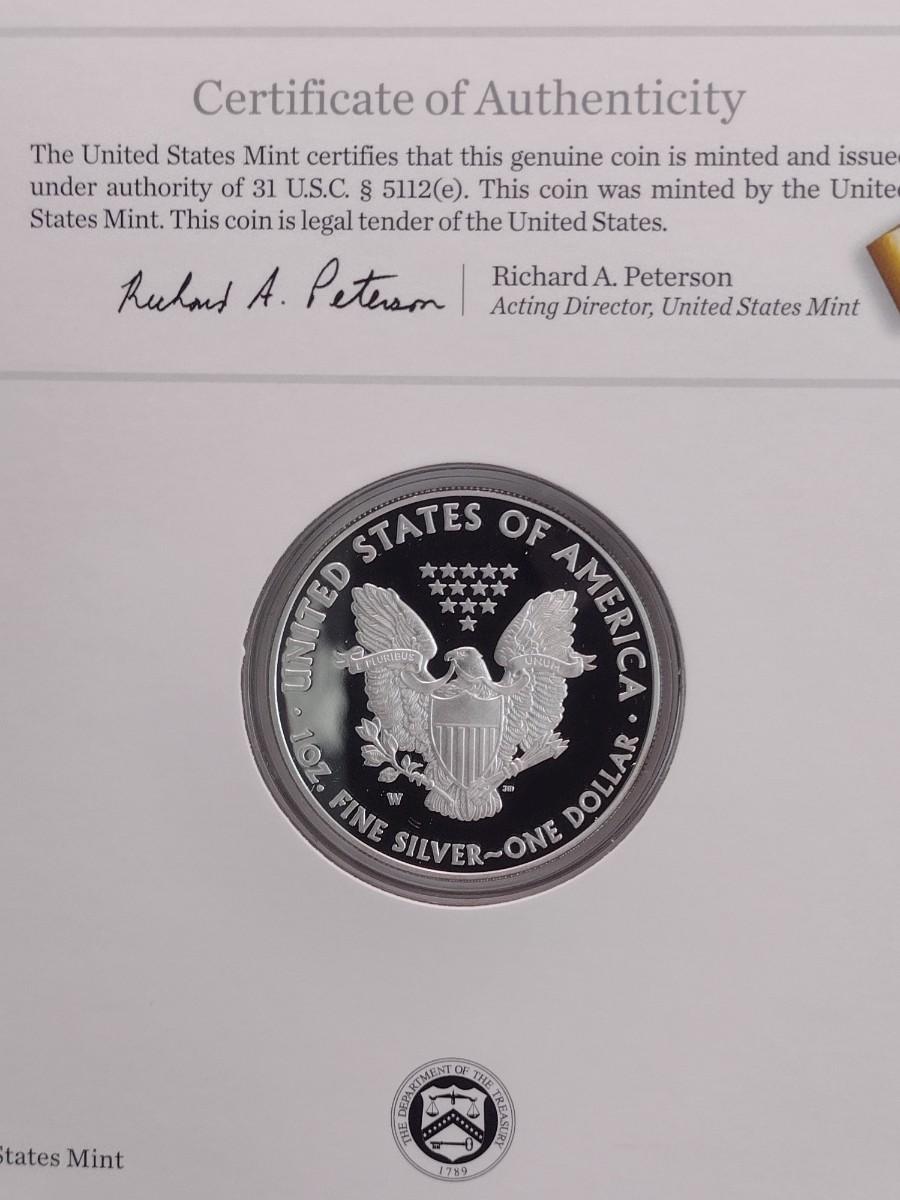 Certificate of Authenticity
The United States Mint certifies that this genuine coin is minted and issue
under authority of 31 U.S.C. § 5112(e). This coin was minted by the Unite
States Mint. This coin is legal tender of the United States.
Richard A. Peterson
Richard A. Peterson
Acting Director, United States Mint
UNITED STATES OF AMERICA
PLURIBUS UNUM
W
· 1 OZ. FINE SILVER~ONE DOLLAR ·
THE DEPARTMENT OF THE TREASURY
1789
States Mint